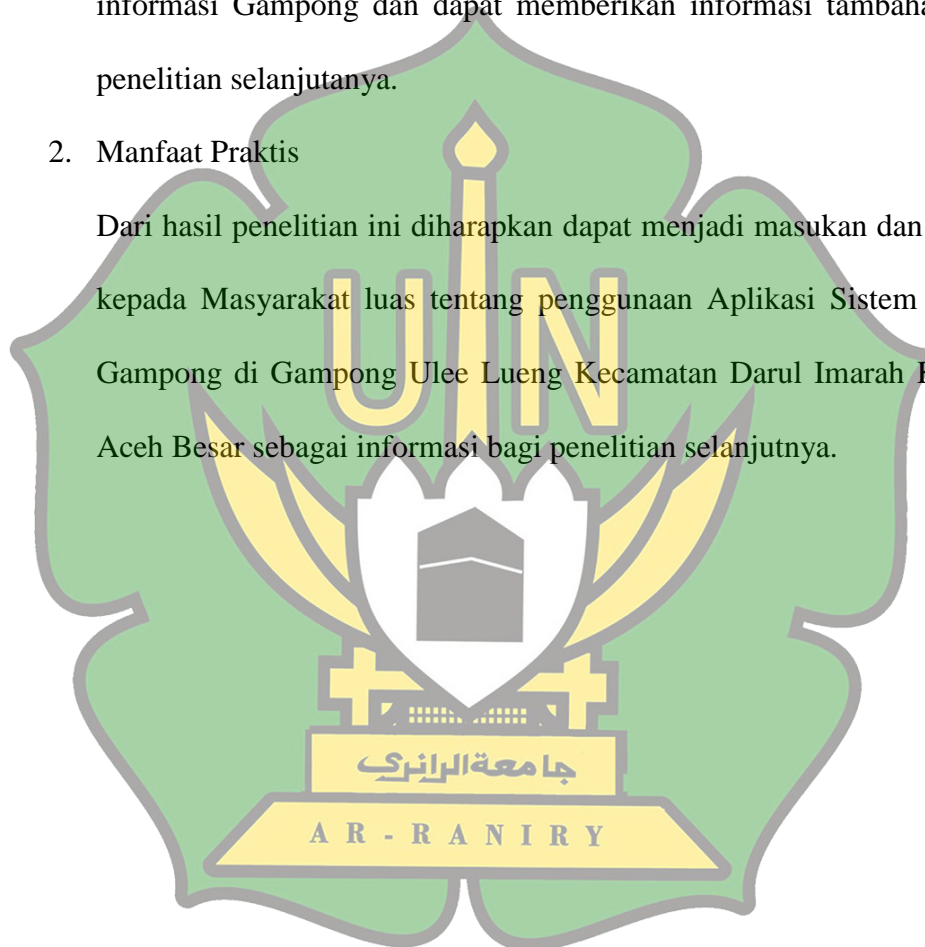 informasi Gampong dan dapat memberikan informasi tambaha
penelitian selanjutanya.
2. Manfaat Praktis
Dari hasil penelitian ini diharapkan dapat menjadi masukan dan
kepada Masyarakat luas tentang penggunaan Aplikasi Sistem
Gampong di Gampong Ulee Lueng Kecamatan Darul Imarah
Aceh Besar sebagai informasi bagi penelitian selanjutnya.
UIN
جامعةالرانري
AR-RANIRY